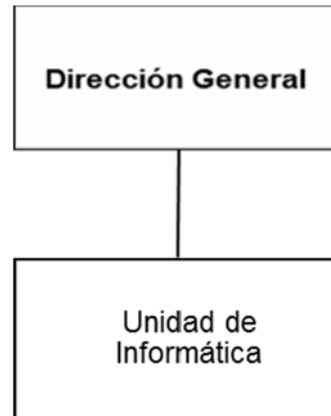 Dirección General
Unidad de
Informática